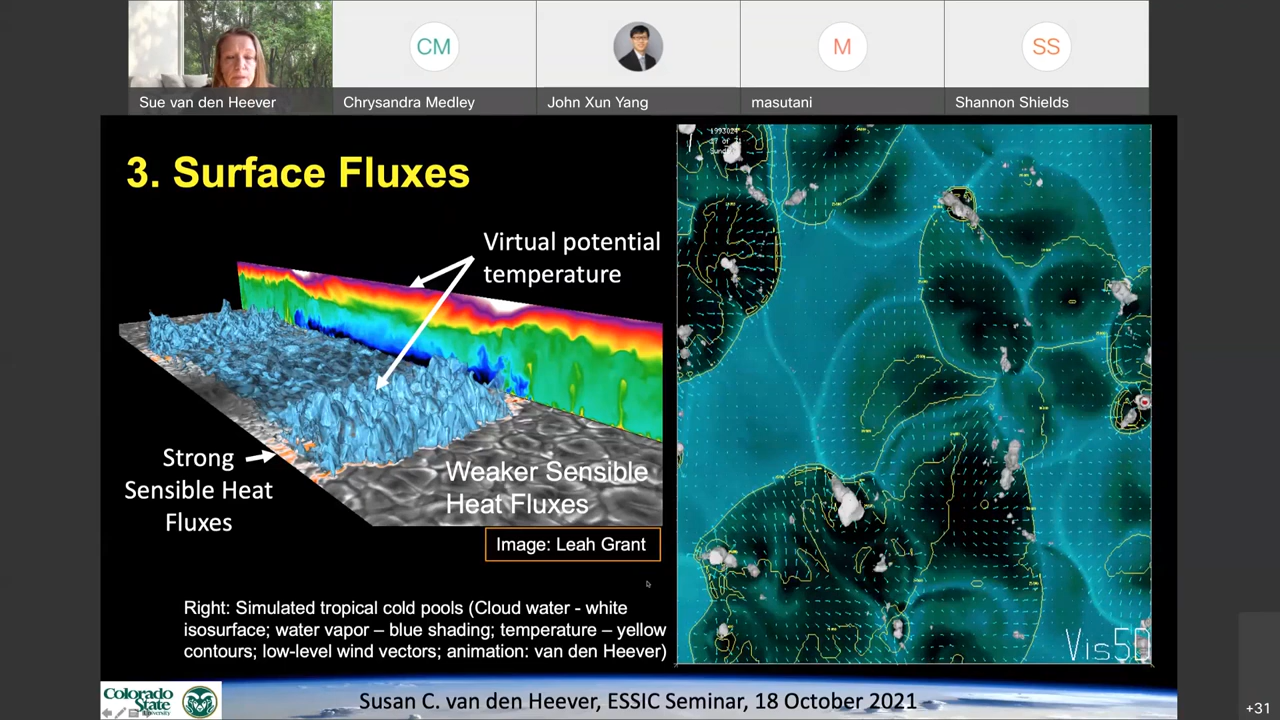 Sue van den Heever
CM
Chrysandra Medley
John Xun Yang
M
masutani
SS
Shannon Shields
3. Surface Fluxes
Virtual potential
temperature
Strong
Sensible Heat
Fluxes
Weaker Sensible
Heat Fluxes
Image: Leah Grant
Right: Simulated tropical cold pools (Cloud water - white
isosurface; water vapor – blue shading; temperature – yellow
contours; low-level wind vectors; animation: van den Heever)
Vis5D
Colorado
State
University
Susan C. van den Heever, ESSIC Seminar, 18 October 2021
+31